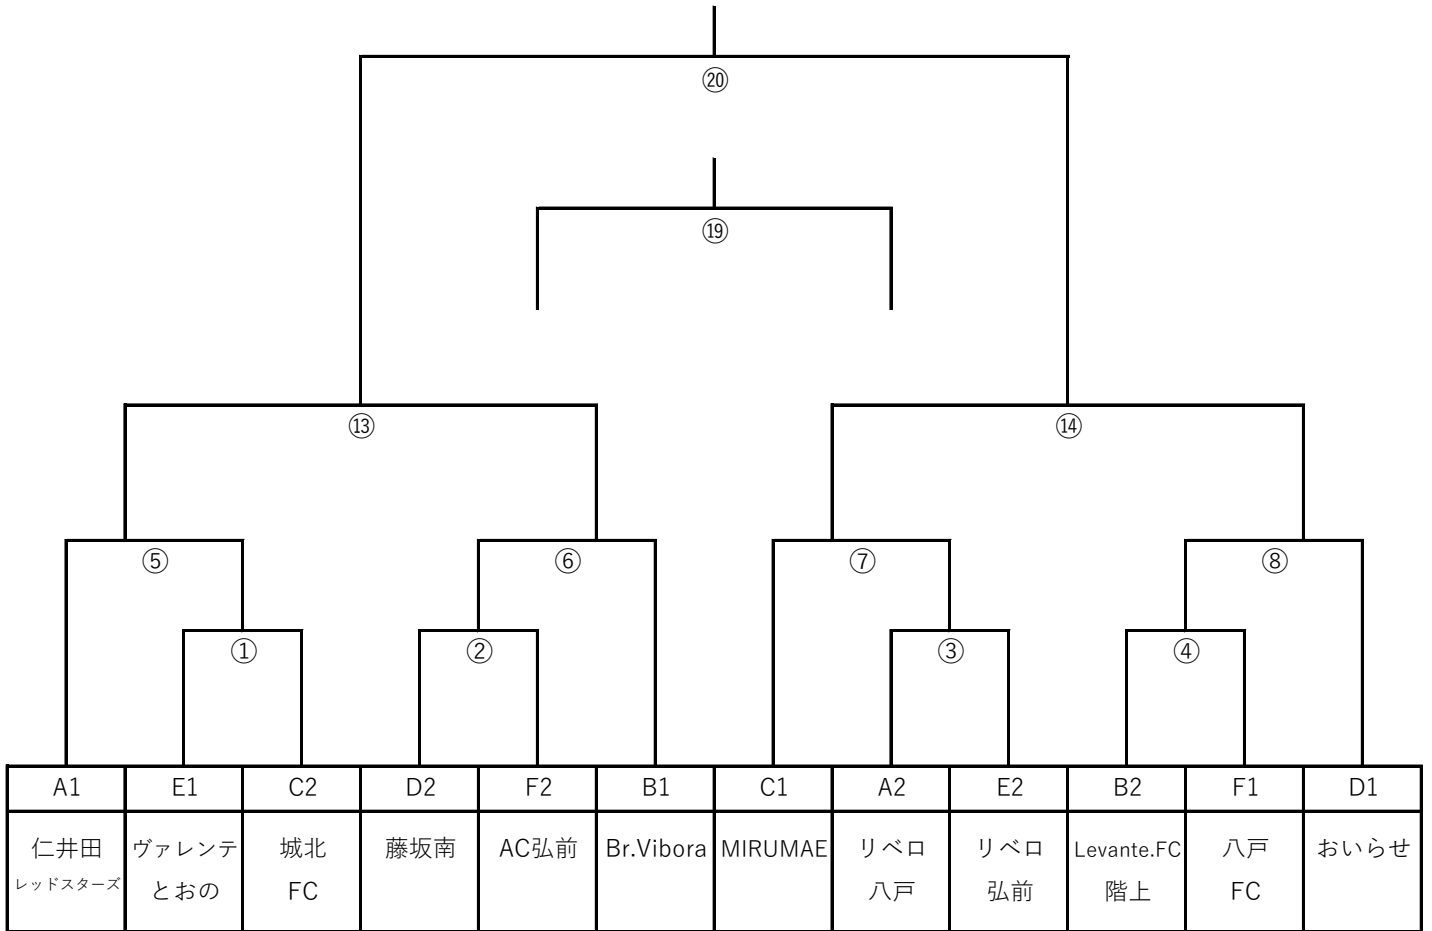 ⑳
⑲
⑬ ⑭
⑤ ⑥ ⑦ ⑧
① ② ③ ④
A1 E1 C2 D2 F2 B1 C1 A2 E2 B2 F1 D1
仁井田 ヴァレンテ 城北 藤坂南 AC弘前 Br.Vibora MIRUMAE リベロ リベロ Levante.FC 八戸 おいらせ
レッドスターズ とおの FC 八戸 弘前 階上 FC